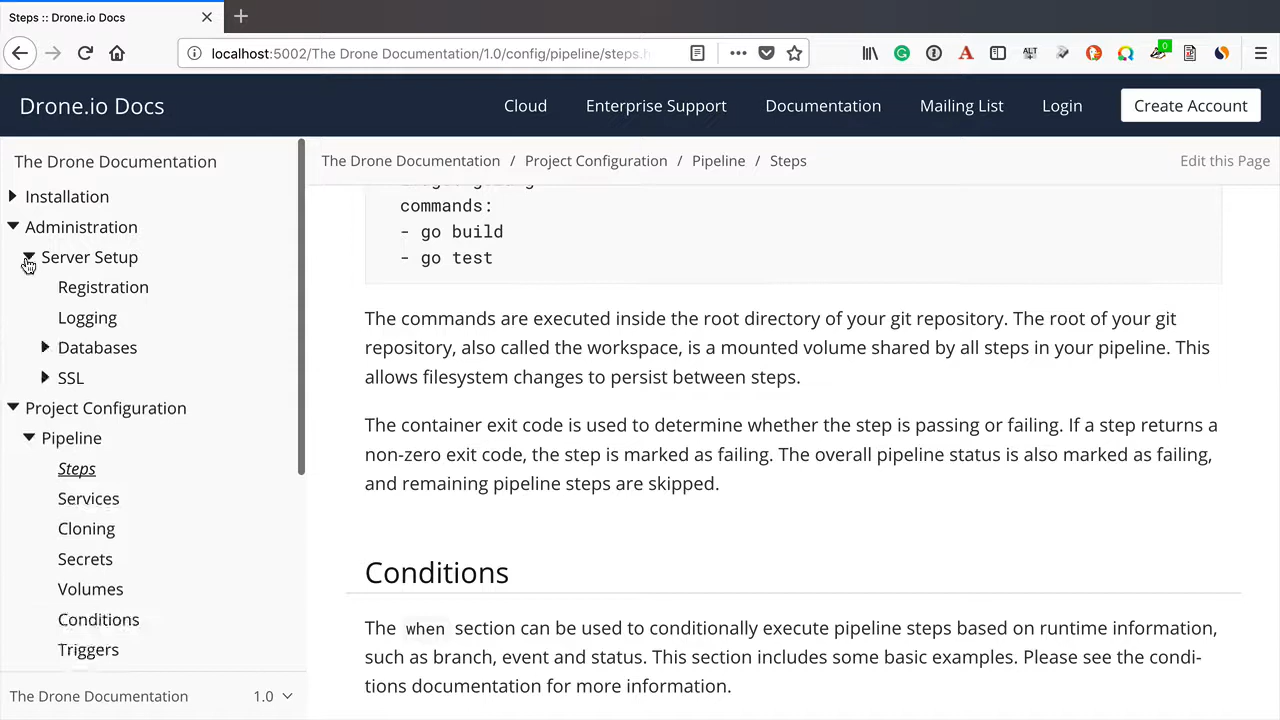 Steps :: Drone.io Docs
localhost:5002/The Drone Documentation/1.0/config/pipeline/steps.h
ALT
0
Drone.io Docs
Cloud
Enterprise Support
Documentation
Mailing List
Login
Create Account
The Drone Documentation
Installation
Administration
Server Setup
Registration
Logging
Databases
SSL
Project Configuration
Pipeline
Steps
Services
Cloning
Secrets
Volumes
Conditions
Triggers
The Drone Documentation
1.0
The Drone Documentation / Project Configuration / Pipeline / Steps
Edit this Page
commands:
- go build
- go test
The commands are executed inside the root directory of your git repository. The root of your git
repository, also called the workspace, is a mounted volume shared by all steps in your pipeline. This
allows filesystem changes to persist between steps.
The container exit code is used to determine whether the step is passing or failing. If a step returns a
non-zero exit code, the step is marked as failing. The overall pipeline status is also marked as failing,
and remaining pipeline steps are skipped.
Conditions
The when section can be used to conditionally execute pipeline steps based on runtime information,
such as branch, event and status. This section includes some basic examples. Please see the condi-
tions documentation for more information.